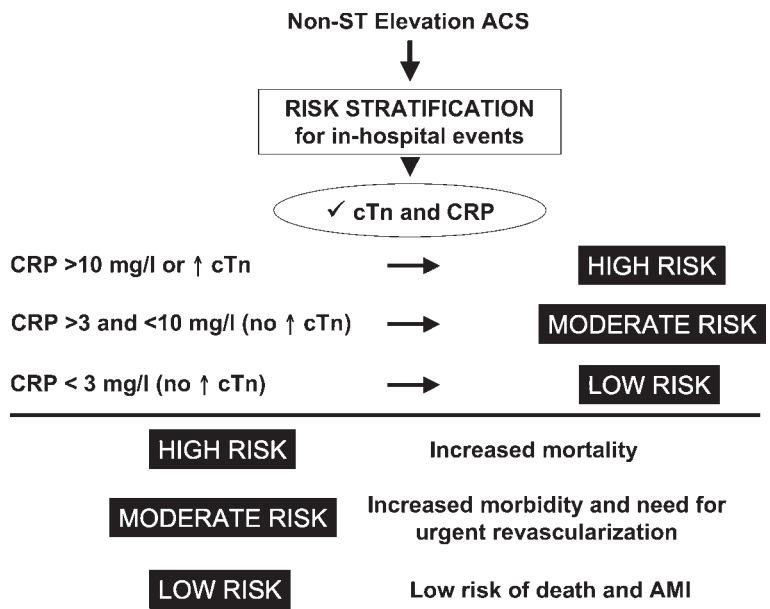 Non-ST Elevation ACS
RISK STRATIFICATION
for in-hospital events
✓ cTn and CRP
CRP >10 mg/l or ↑ cTn → HIGH RISK
CRP >3 and <10 mg/l (no ↑ cTn) → MODERATE RISK
CRP < 3 mg/l (no ↑ cTn) → LOW RISK
HIGH RISK Increased mortality
MODERATE RISK Increased morbidity and need for
urgent revascularization
LOW RISK Low risk of death and AMI